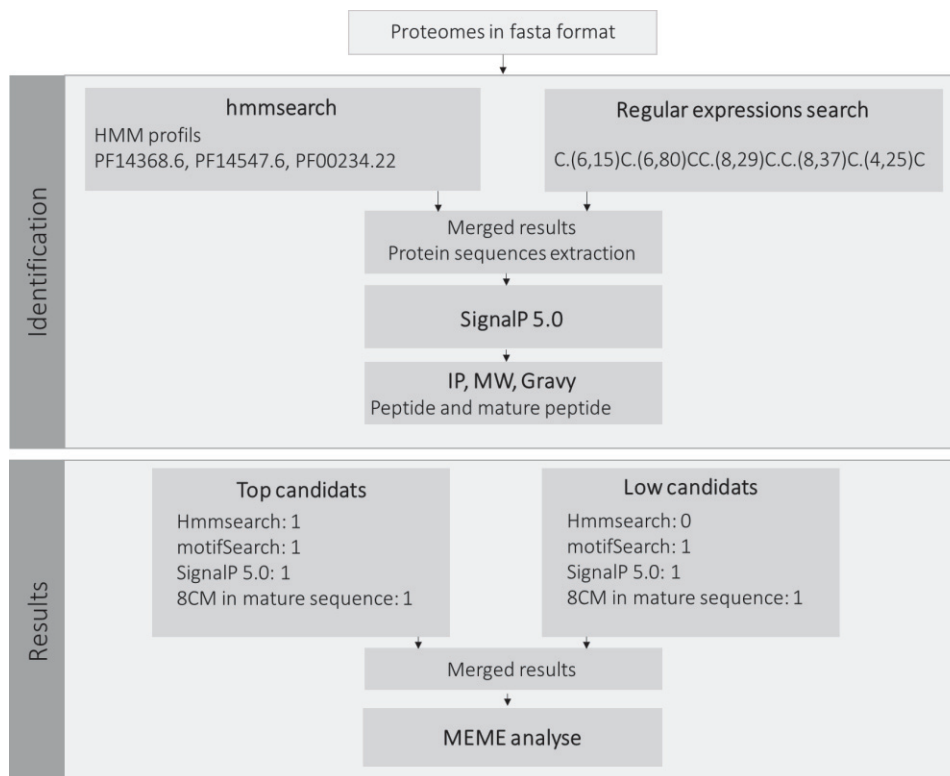 Proteomes in fasta format
Identification
hmmsearch
HMM profils
PF14368.6, PF14547.6, PF00234.22
Regular expressions search
C.(6,15)C.(6,80)CC.(8,29)C.C.(8,37)C.(4,25)C
Merged results
Protein sequences extraction
SignalP 5.0
IP, MW, Gravy
Peptide and mature peptide
Results
Top candidats
Hmmsearch: 1
motifSearch: 1
SignalP 5.0: 1
8CM in mature sequence: 1
Low candidats
Hmmsearch: 0
motifSearch: 1
SignalP 5.0: 1
8CM in mature sequence: 1
Merged results
MEME analyse